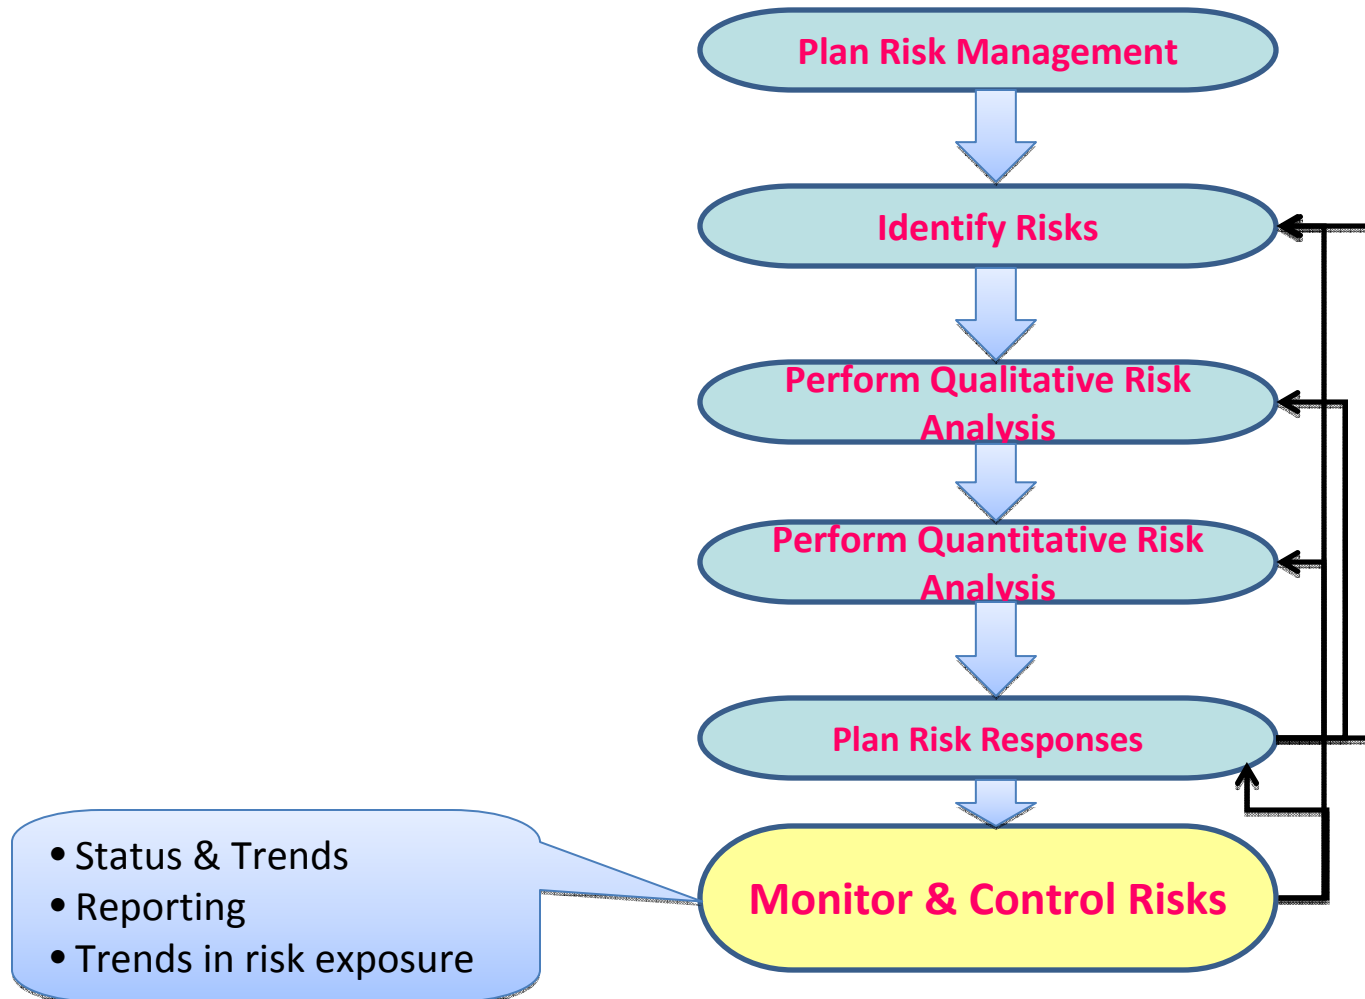 Plan Risk Management
Identify Risks
Perform Qualitative Risk
Analysis
Perform Quantitative Risk
Analysis
Plan Risk Responses
Monitor & Control Risks
• Status & Trends
• Reporting
• Trends in risk exposure